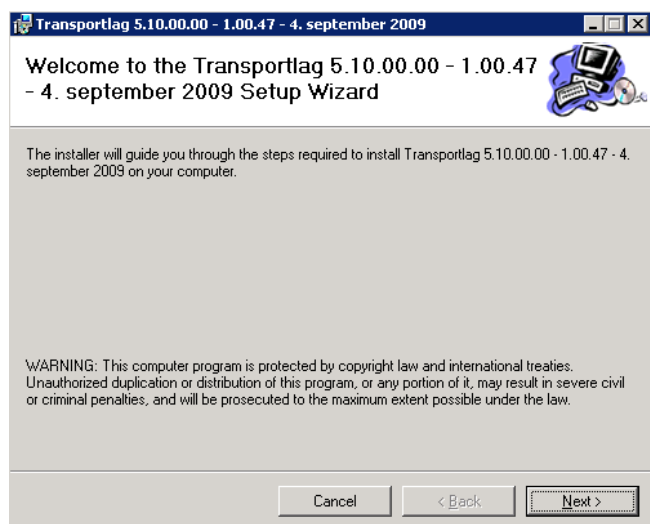 Transportlag 5.10.00.00 - 1.00.47 - 4. september 2009
Welcome to the Transportlag 5.10.00.00 - 1.00.47
- 4. september 2009 Setup Wizard
The installer will guide you through the steps required to install Transportlag 5.10.00.00 - 1.00.47 - 4.
september 2009 on your computer.
WARNING: This computer program is protected by copyright law and international treaties.
Unauthorized duplication or distribution of this program, or any portion of it, may result in severe civil
or criminal penalties, and will be prosecuted to the maximum extent possible under the law.
Cancel < Back Next >